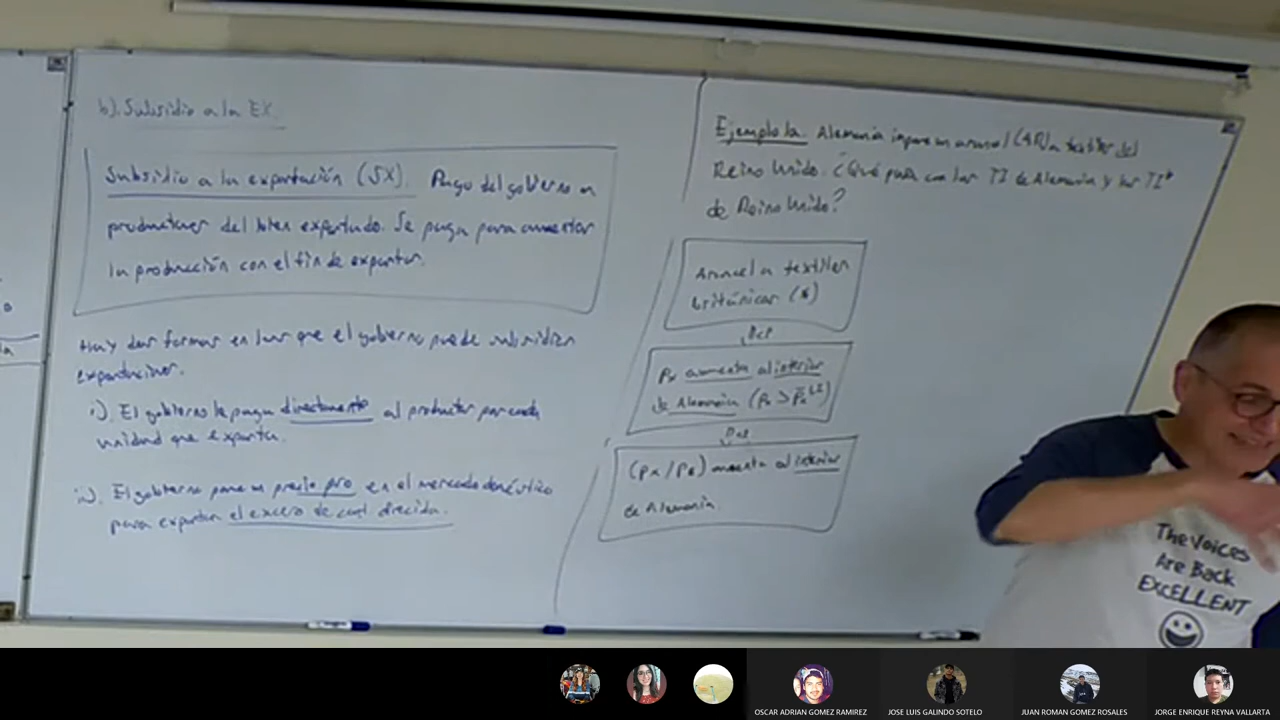 b). Subsidio a la EX.
Subsidio a la exportación (SX). Pago del gobierno a
productores del bien exportado. Se paga para aumentar
la producción con el fin de exportar.
Hay dos formas en las que el gobierno puede subsidiar
exportaciones.
i). El gobierno le paga directamente al productor por cada
unidad que exporta.
ii). El gobierno pone un precio piso en el mercado doméstico
para exportar el exceso de cant. ofrecida.
Ejemplo 1a. Alemania impone un arancel (AR) a textiles del
Reino Unido. ¿Qué pasa con los TI de Alemania y los TI*
de Reino Unido?
Arancel a textiles
británicos (*)
Px aumenta al interior
de Alemania
(Px/Py) aumenta al interior
de Alemania.
The Voices
Are Back
EXCELLENT
OSCAR ADRIAN GOMEZ RAMIREZ
JOSE LUIS GALINDO SOTELO
JUAN ROMAN GOMEZ ROSALES
JORGE ENRIQUE REYNA VALLARTA